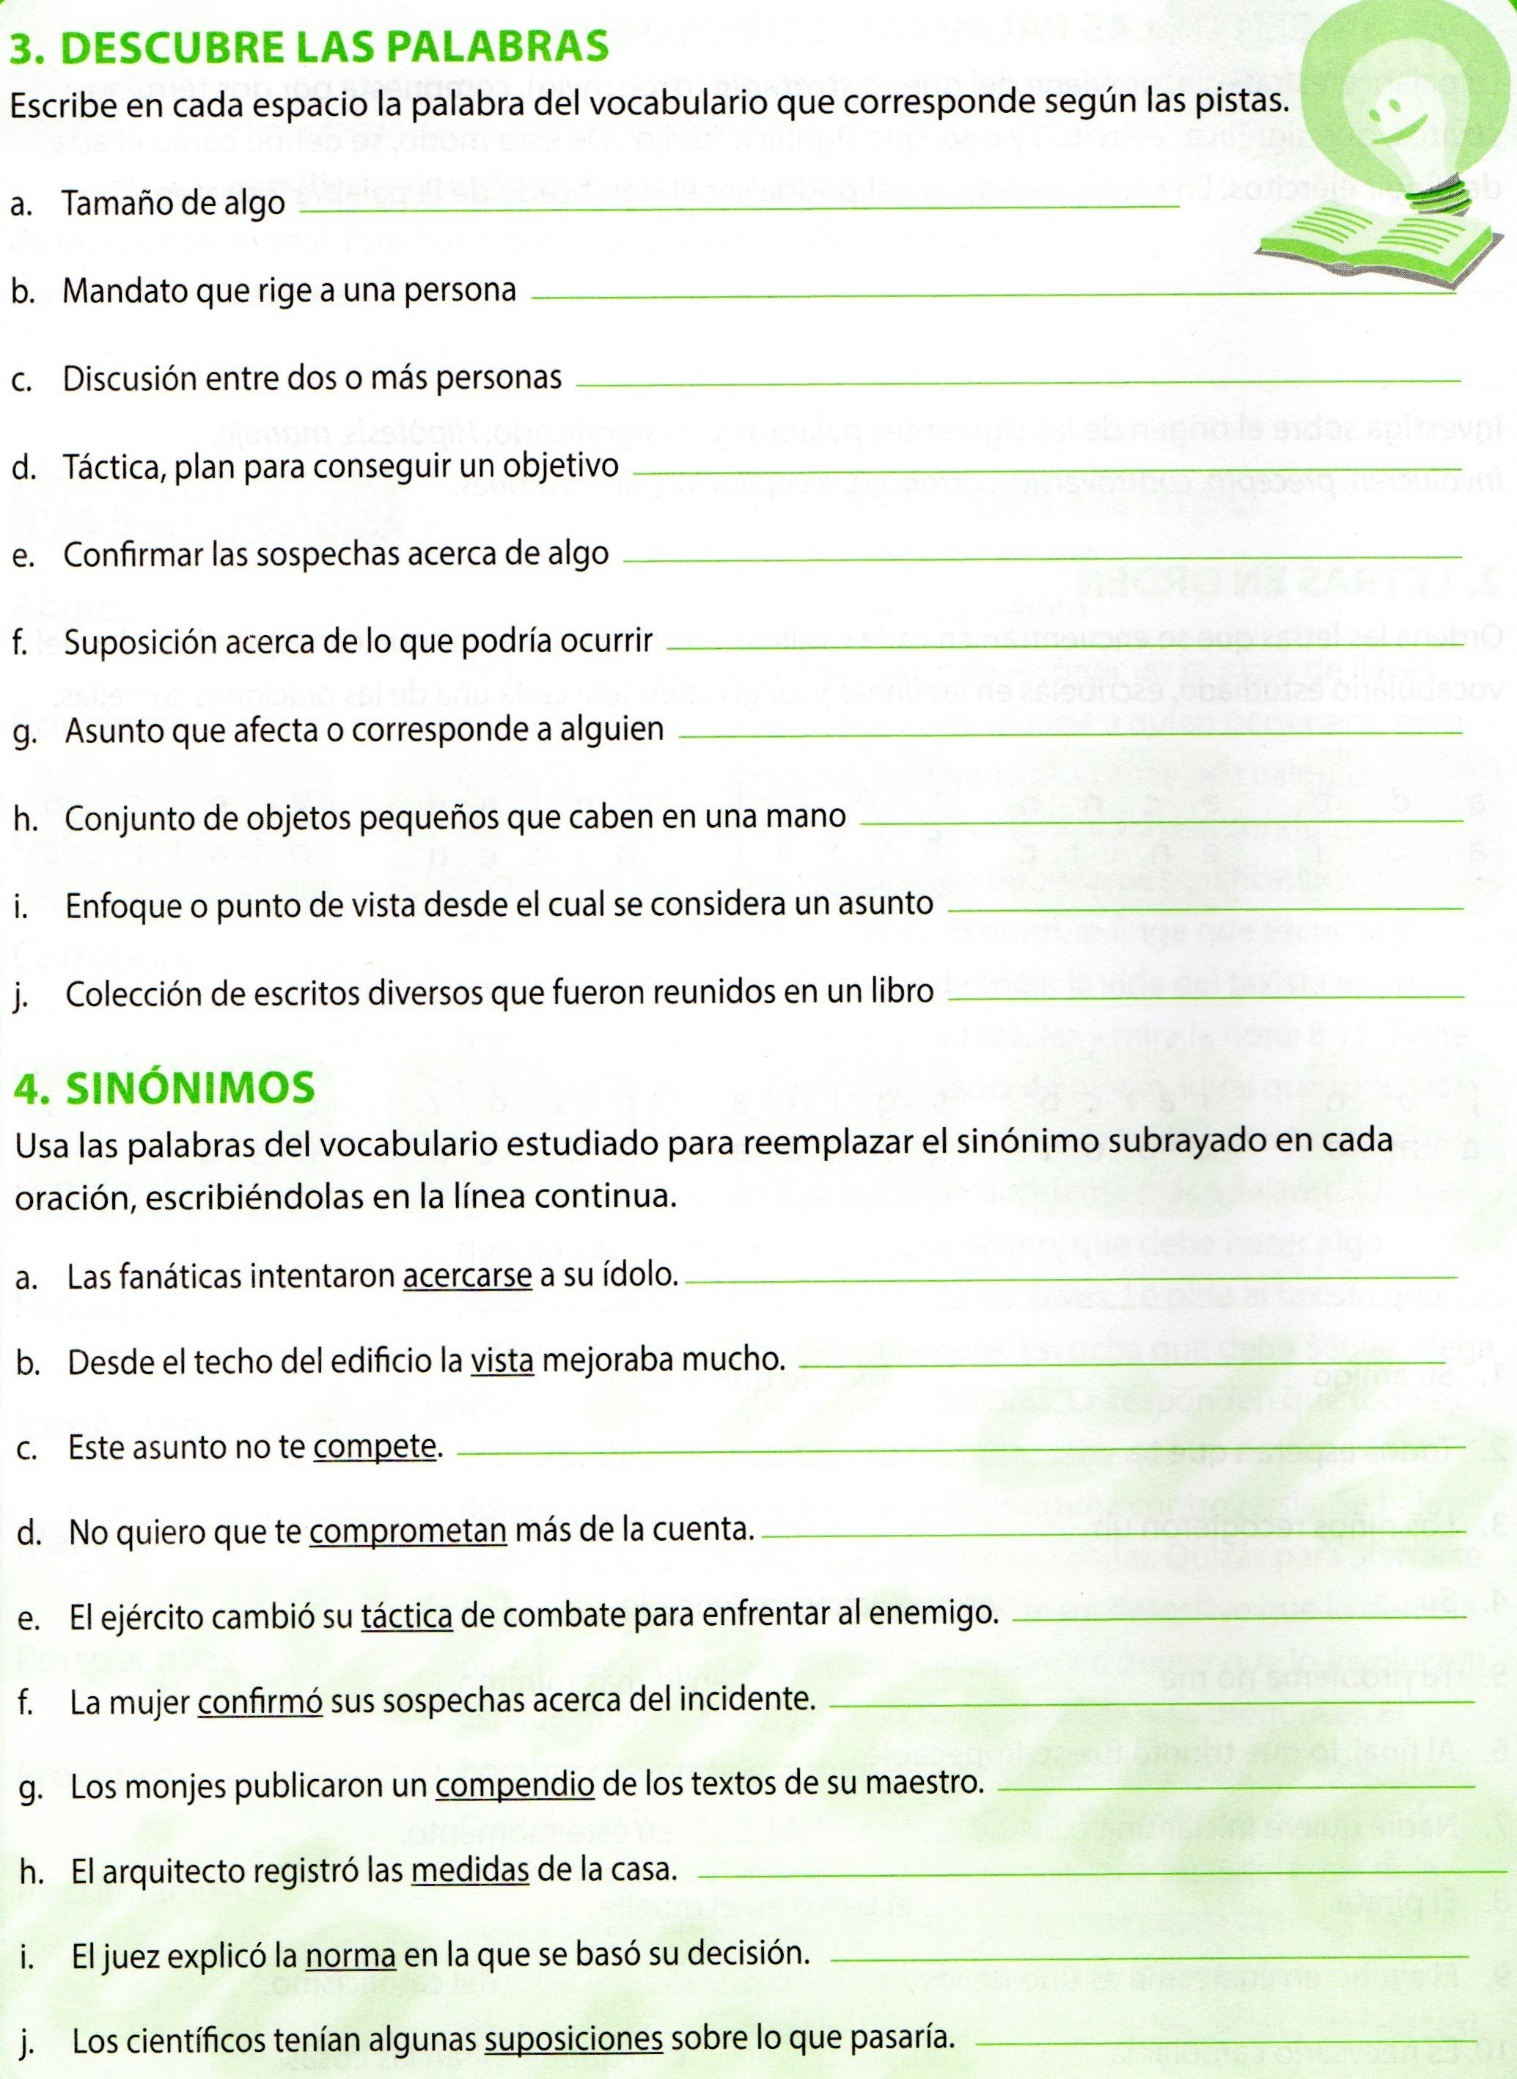 3. DESCUBRE LAS PALABRAS
Escribe en cada espacio la palabra del vocabulario que corresponde según las pistas.
a. Tamaño de algo
b. Mandato que rige a una persona
c. Discusión entre dos o más personas
d. Táctica, plan para conseguir un objetivo
e. Confirmar las sospechas acerca de algo
f. Suposición acerca de lo que podría ocurrir
g. Asunto que afecta o corresponde a alguien
h. Conjunto de objetos pequeños que caben en una mano
i. Enfoque o punto de vista desde el cual se considera un asunto
j. Colección de escritos diversos que fueron reunidos en un libro
4. SINÓNIMOS
Usa las palabras del vocabulario estudiado para reemplazar el sinónimo subrayado en cada
oración, escribiéndolas en la línea continua.
a. Las fanáticas intentaron acercarse a su ídolo.
b. Desde el techo del edificio la vista mejoraba mucho.
c. Este asunto no te compete.
d. No quiero que te comprometan más de la cuenta.
e. El ejército cambió su táctica de combate para enfrentar al enemigo.
f. La mujer confirmó sus sospechas acerca del incidente.
g. Los monjes publicaron un compendio de los textos de su maestro.
h. El arquitecto registró las medidas de la casa.
i. El juez explicó la norma en la que se basó su decisión.
j. Los científicos tenían algunas suposiciones sobre lo que pasaría.